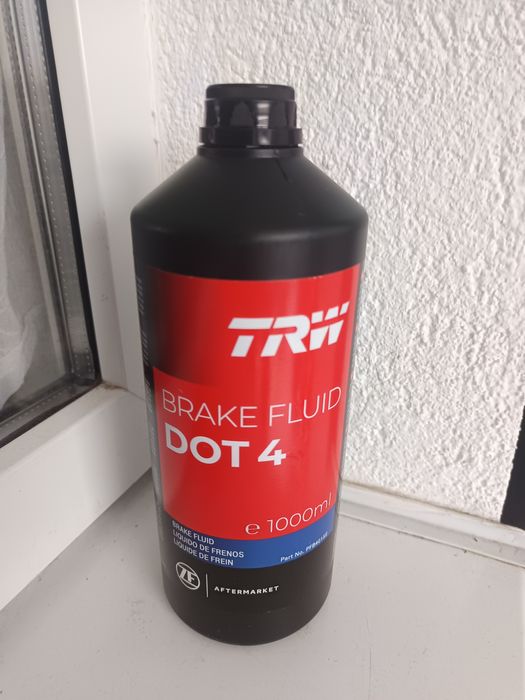 TRW
BRAKE FLUID
DOT 4
℮ 1000ml
BRAKE FLUID
LIQUIDO DE FRENOS
LIQUIDE DE FREIN
Part No.
ZF
AFTERMARKET